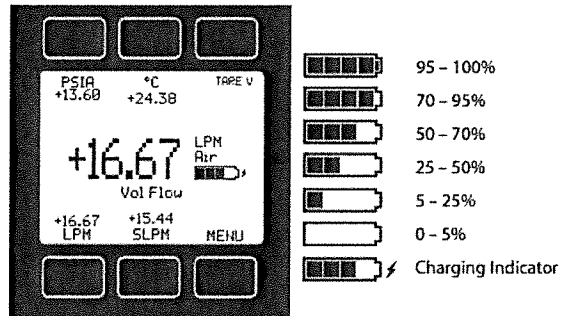 PSIA °C TARE V
+13.60 +24.38
+16.67 LPM
Air
Vol Flow
+16.67 +15.44
LPM SLPM MENU
95 – 100%
70 – 95%
50 – 70%
25 – 50%
5 – 25%
0 – 5%
Charging Indicator